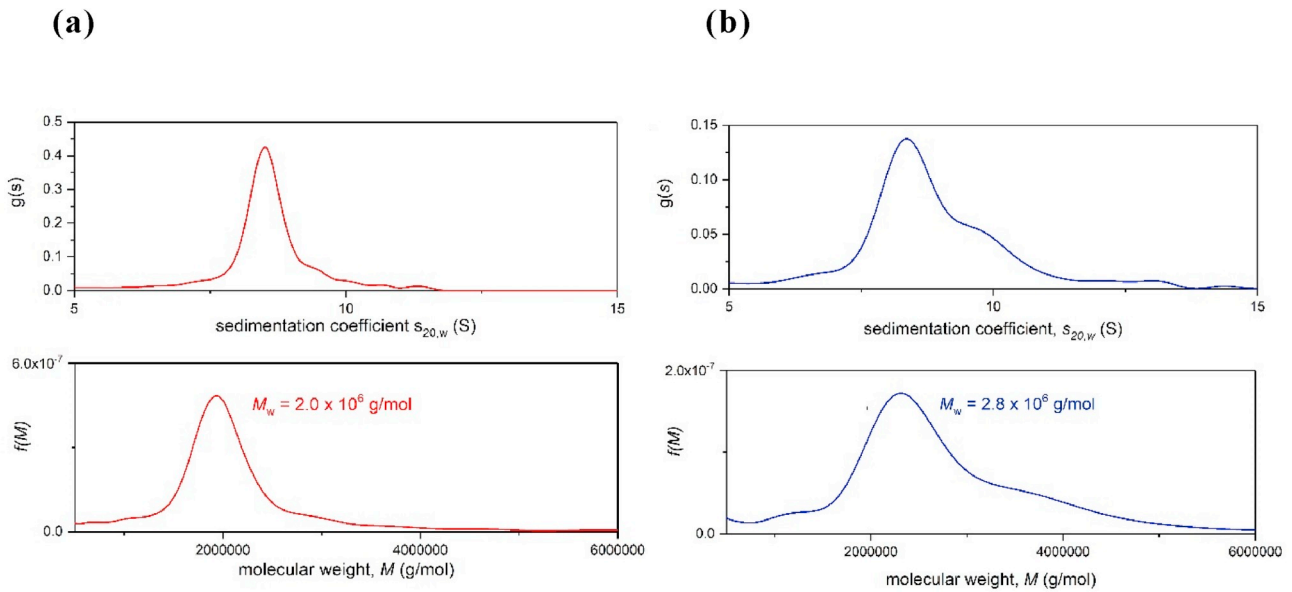 (a)
(b)
0.5
0.4
0.3
0.2
0.1
0.0
g(s)
5
10
15
sedimentation coefficient s20,w (S)
0.15
0.10
0.05
0.00
g(s)
5
10
15
sedimentation coefficient, s20,w (S)
6.0x10-7
0.0
f(M)
Mw = 2.0 x 10⁶ g/mol
2000000
4000000
6000000
molecular weight, M (g/mol)
2.0x10-7
0.0
f(M)
Mw = 2.8 x 10⁶ g/mol
2000000
4000000
6000000
molecular weight, M (g/mol)